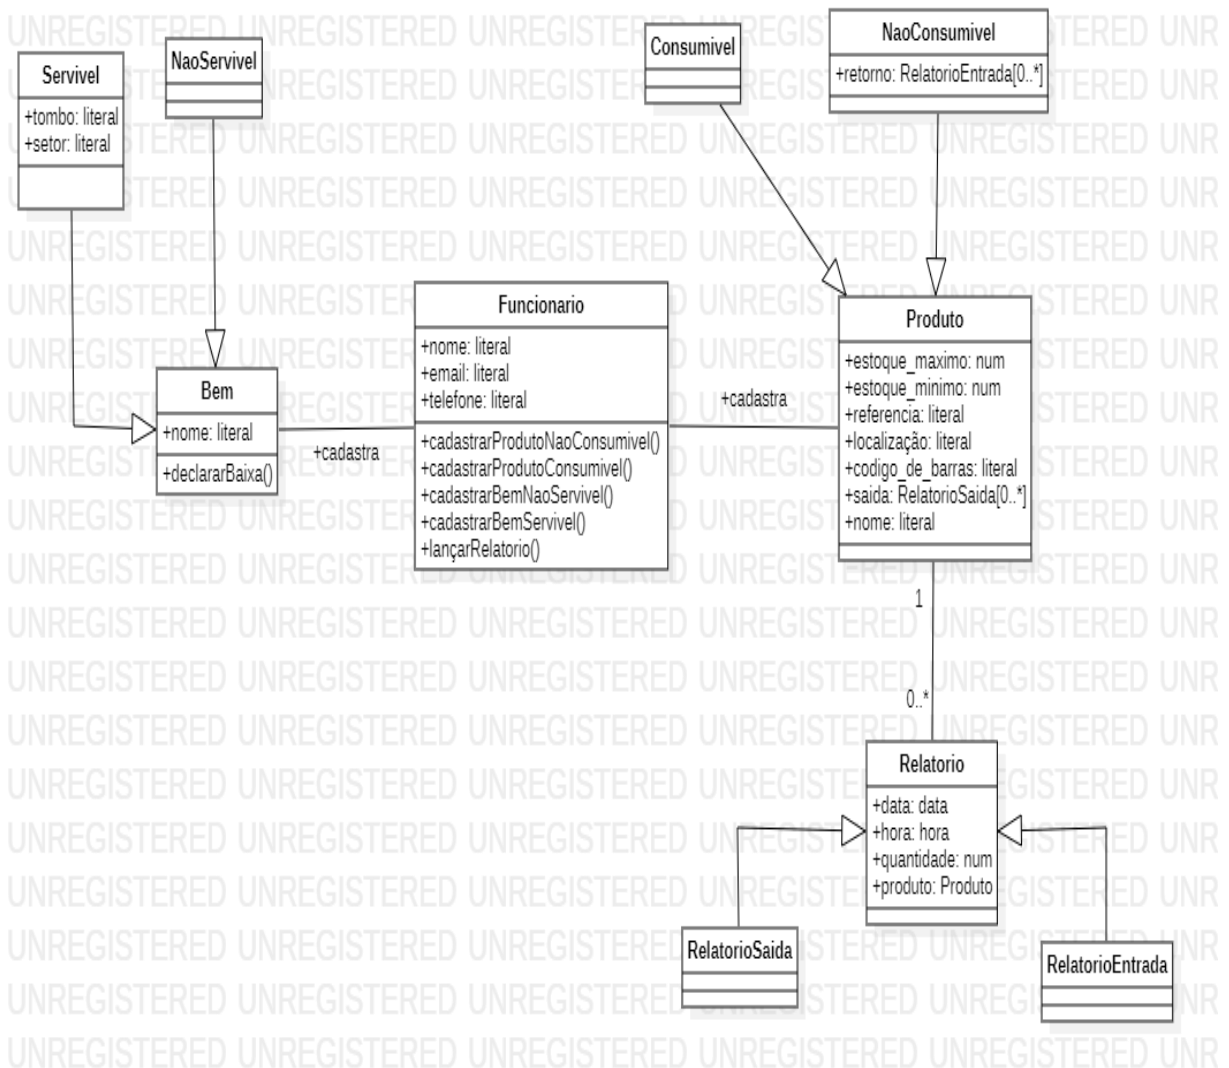 Servivel
+tombo: literal
+setor: literal
NaoServivel
Consumivel
NaoConsumivel
+retorno: RelatorioEntrada[0..*]
Bem
+nome: literal
+declararBaixa()
+cadastra
Funcionario
+nome: literal
+email: literal
+telefone: literal
+cadastrarProdutoNaoConsumivel()
+cadastrarProdutoConsumivel()
+cadastrarBemNaoServivel()
+cadastrarBemServivel()
+lançarRelatorio()
+cadastra
Produto
+estoque_maximo: num
+estoque_minimo: num
+referencia: literal
+localização: literal
+codigo_de_barras: literal
+saida: RelatorioSaida[0..*]
+nome: literal
1
0..*
Relatorio
+data: data
+hora: hora
+quantidade: num
+produto: Produto
RelatorioSaida
RelatorioEntrada
UNREGISTERED UNREGISTERED UNREGISTERED UNREGISTERED UNREGISTERED UNR